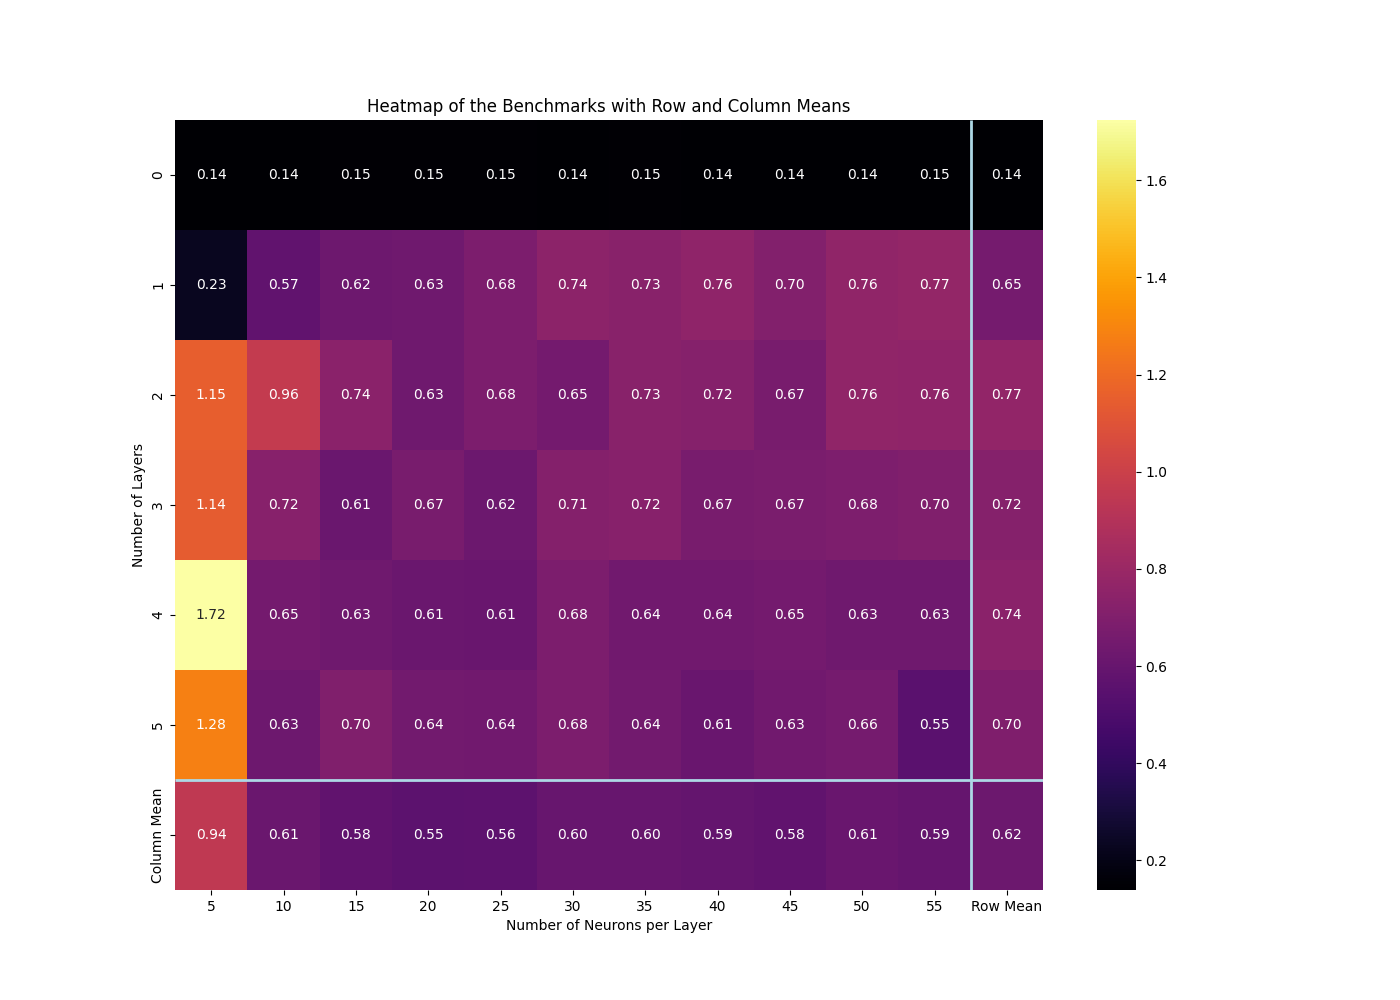 Heatmap of the Benchmarks with Row and Column Means
0 0.14 0.14 0.15 0.15 0.15 0.14 0.15 0.14 0.14 0.14 0.15 0.14
1 0.23 0.57 0.62 0.63 0.68 0.74 0.73 0.76 0.70 0.76 0.77 0.65
2 1.15 0.96 0.74 0.63 0.68 0.65 0.73 0.72 0.67 0.76 0.76 0.77
3 1.14 0.72 0.61 0.67 0.62 0.71 0.72 0.67 0.67 0.68 0.70 0.72
4 1.72 0.65 0.63 0.61 0.61 0.68 0.64 0.64 0.65 0.63 0.63 0.74
5 1.28 0.63 0.70 0.64 0.64 0.68 0.64 0.61 0.63 0.66 0.55 0.70
Column Mean 0.94 0.61 0.58 0.55 0.56 0.60 0.60 0.59 0.58 0.61 0.59 0.62
5 10 15 20 25 30 35 40 45 50 55 Row Mean
Number of Neurons per Layer
Number of Layers
1.6
1.4
1.2
1.0
0.8
0.6
0.4
0.2